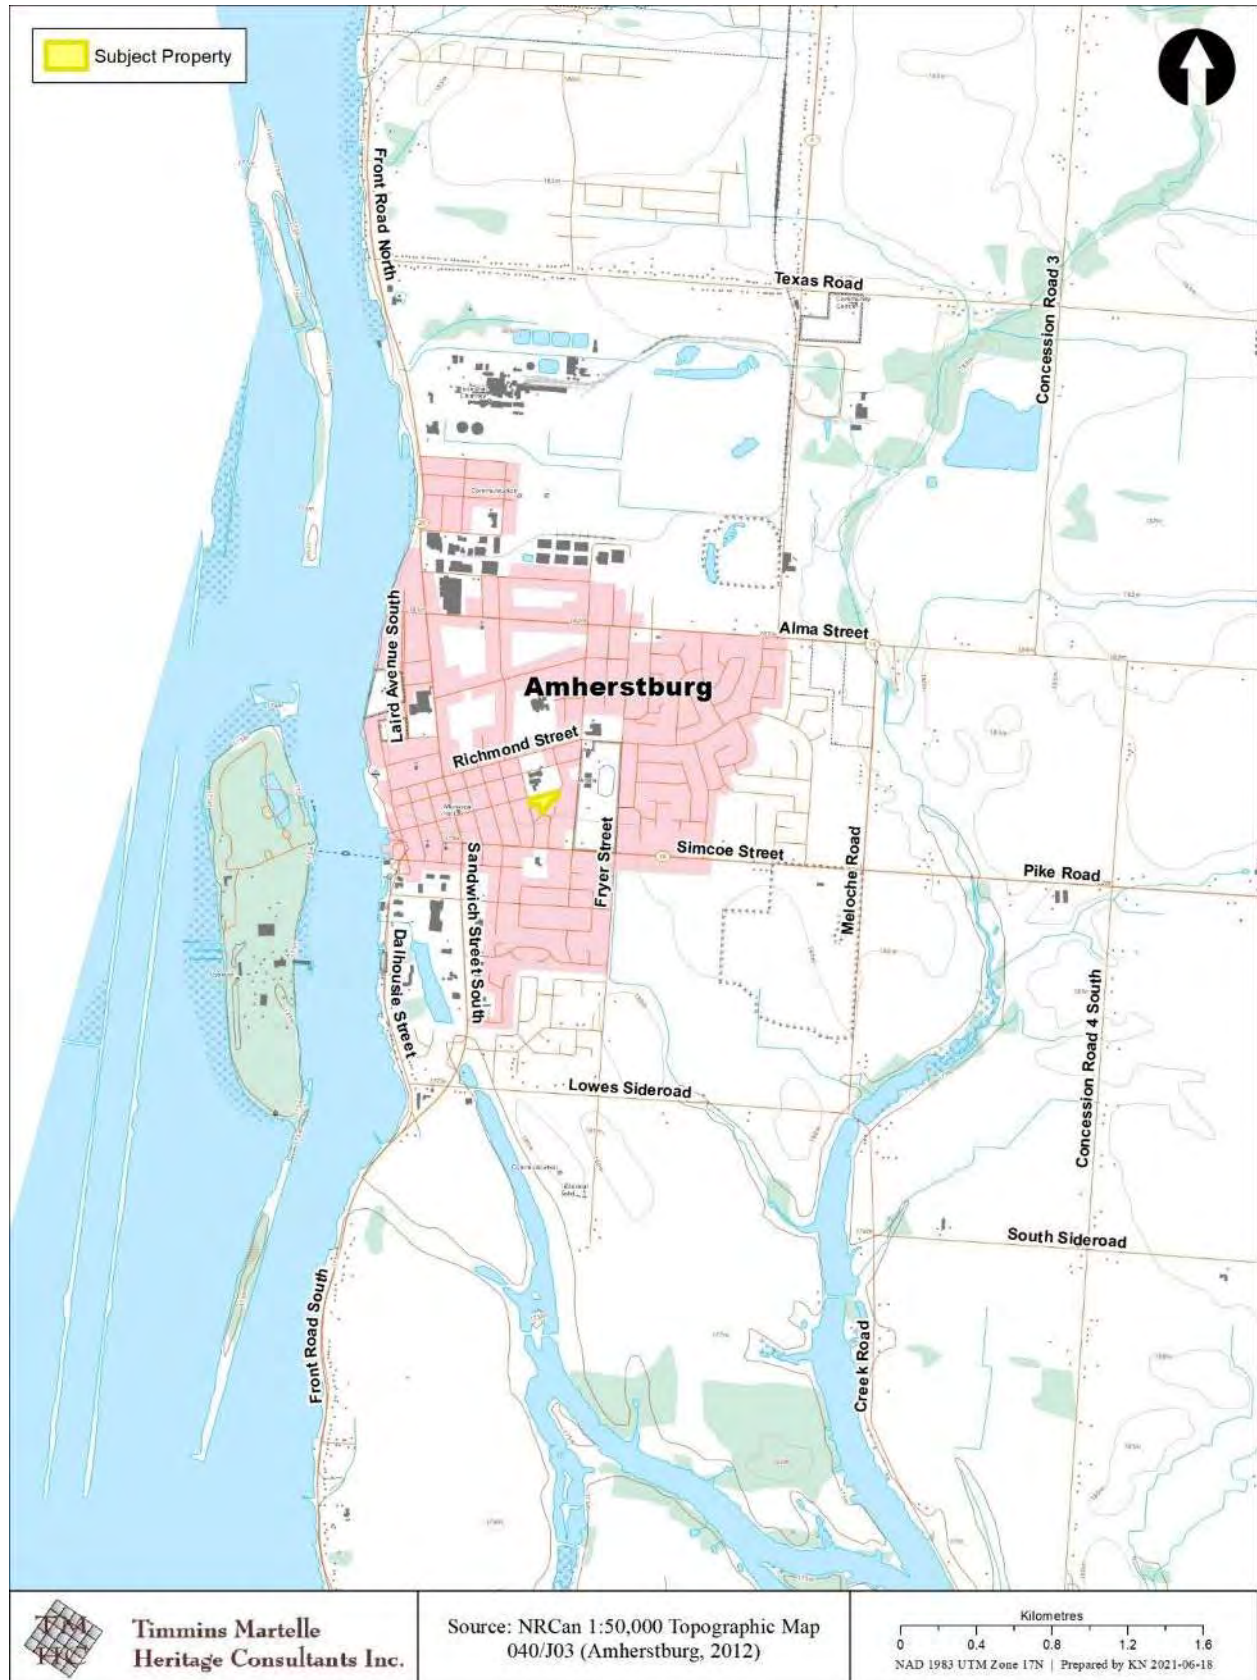 Subject Property
Front Road North
Texas Road
Concession Road 3
Laird Avenue South
Alma Street
Amherstburg
Richmond Street
Simcoe Street
Fryer Street
Sandwich Street South
Meloche Road
Pike Road
Dalhousie Street
Concession Road 4 South
Lowes Sideroad
South Sideroad
Front Road South
Creek Road
Timmins Martelle
Heritage Consultants Inc.
Source: NRCan 1:50,000 Topographic Map
040/J03 (Amherstburg, 2012)
Kilometres
0 0.4 0.8 1.2 1.6
NAD 1983 UTM Zone 17N | Prepared by KN 2021-06-18